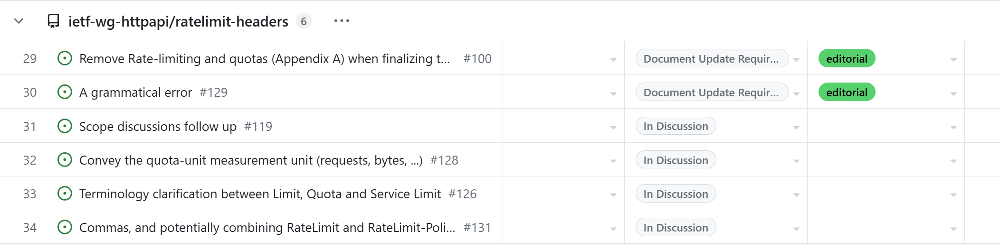 ietf-wg-httpapi/ratelimit-headers 6 ...
29 Remove Rate-limiting and quotas (Appendix A) when finalizing t... #100 Document Update Requir... editorial
30 A grammatical error #129 Document Update Requir... editorial
31 Scope discussions follow up #119 In Discussion
32 Convey the quota-unit measurement unit (requests, bytes, ...) #128 In Discussion
33 Terminology clarification between Limit, Quota and Service Limit #126 In Discussion
34 Commas, and potentially combining RateLimit and RateLimit-Poli... #131 In Discussion